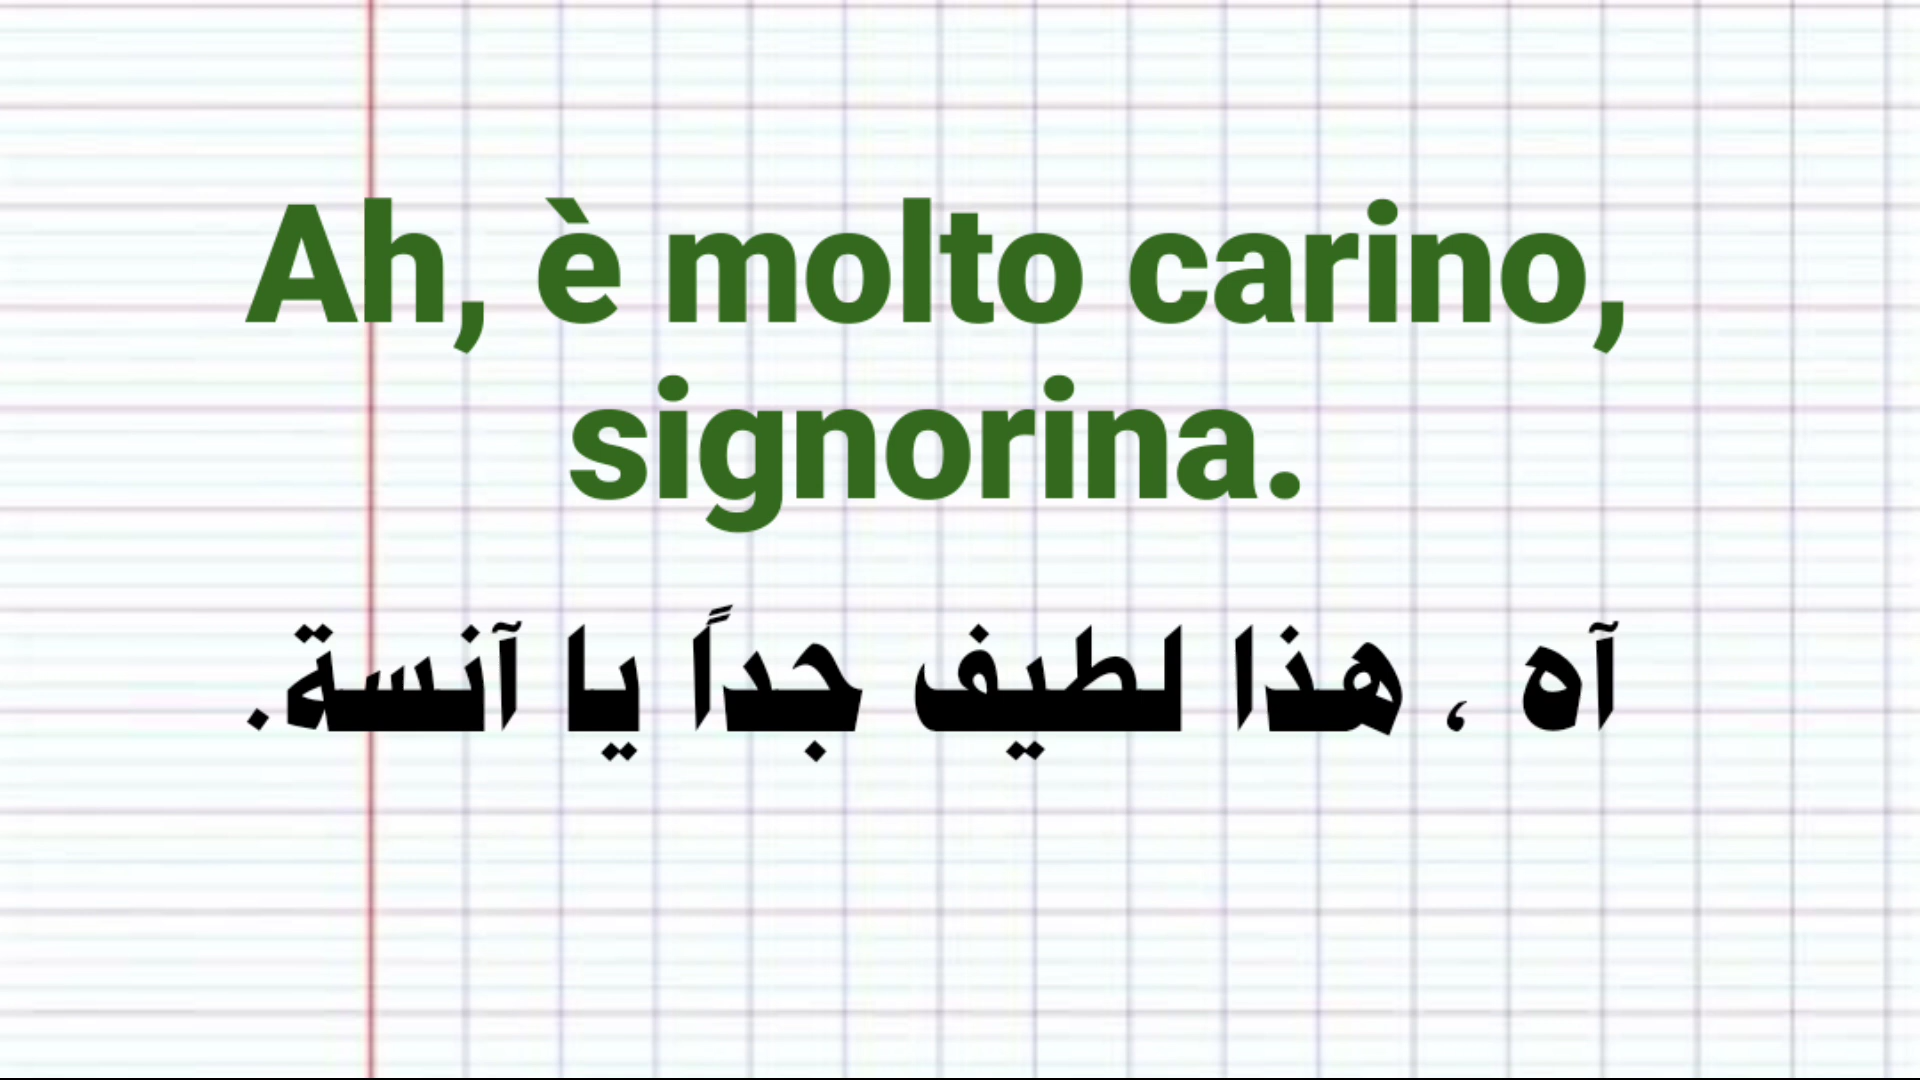 Ah, è molto carino,
signorina.
آه ، هذا لطيف جداً يا آنسة.